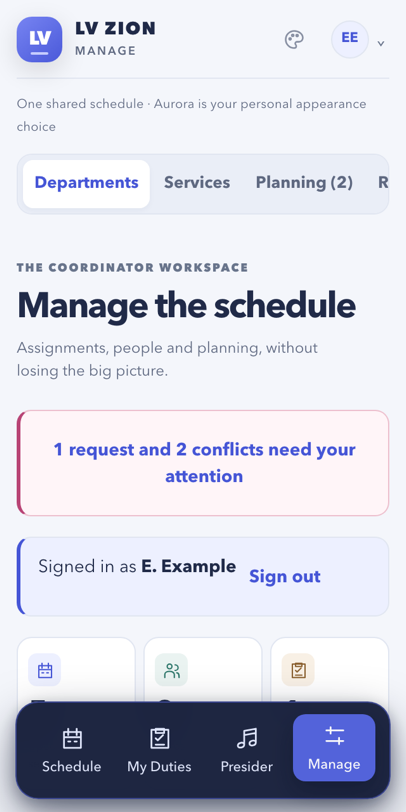 LV
LV ZION
MANAGE
EE
One shared schedule · Aurora is your personal appearance
choice
Departments Services Planning (2) R
THE COORDINATOR WORKSPACE
Manage the schedule
Assignments, people and planning, without
losing the big picture.
1 request and 2 conflicts need your
attention
Signed in as E. Example Sign out
Schedule My Duties Presider Manage